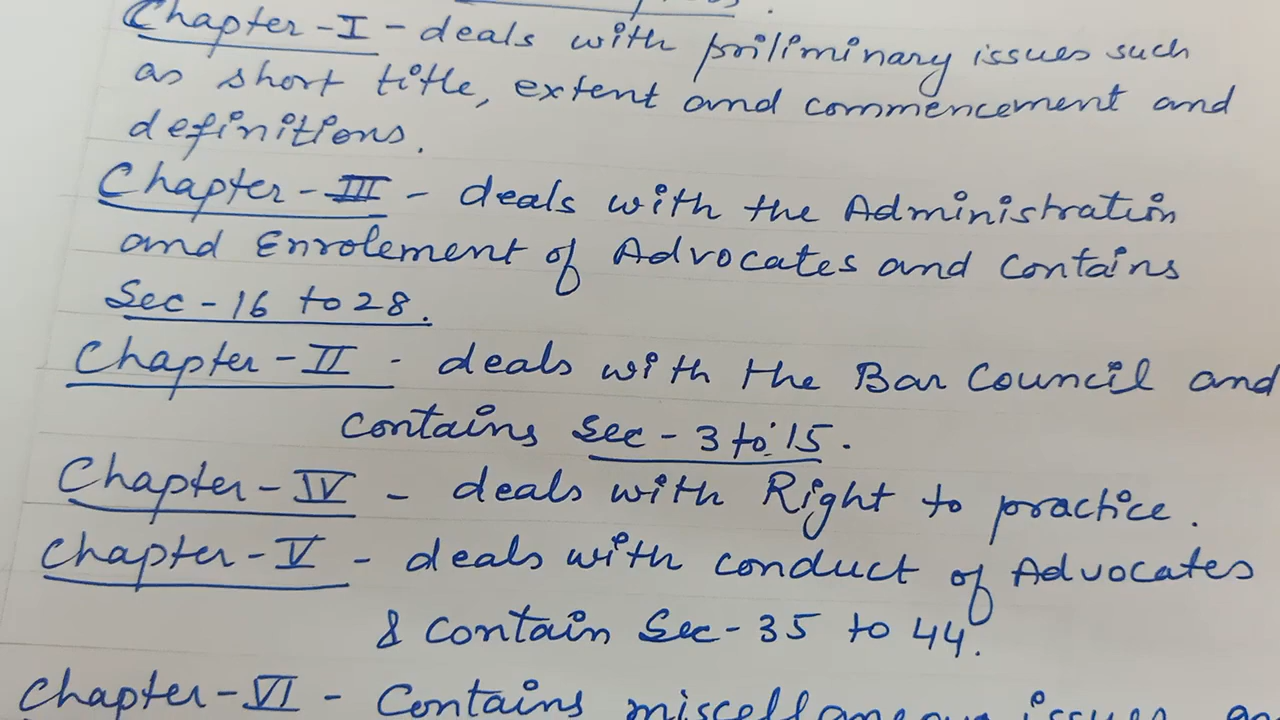 Chapter-I - deals with priliminary issues such
as short title, extent and commencement and
definitions.
Chapter-III - deals with the Administration
and Enrolement of Advocates and contains
Sec-16 to 28.
Chapter-II - deals with the Bar Council and
contains Sec-3 to 15.
Chapter-IV - deals with Right to practice.
Chapter-V - deals with conduct of Advocates
& contain Sec-35 to 44.
Chapter-VI - Contains miscellaneous issues as